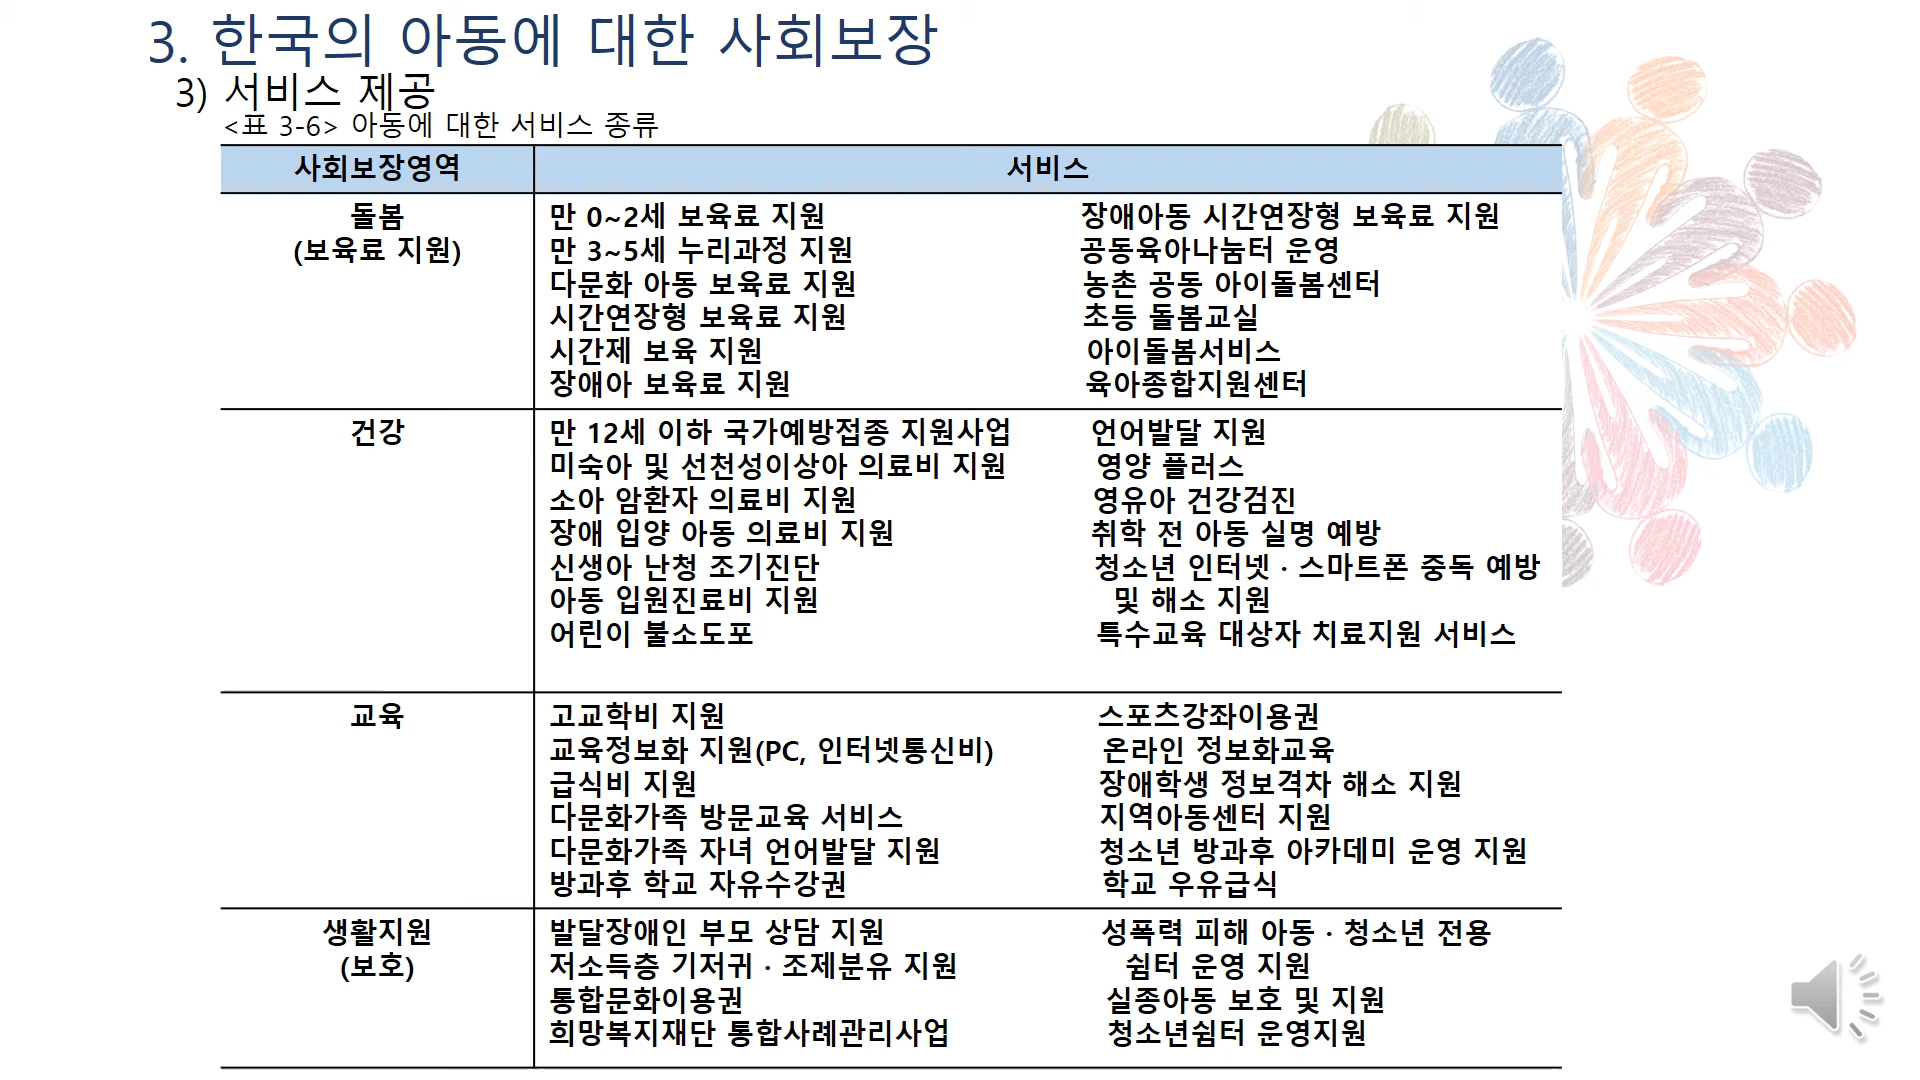 3. 한국의 아동에 대한 사회보장
3) 서비스 제공
<표 3-6> 아동에 대한 서비스 종류
사회보장영역 서비스
돌봄
(보육료 지원)
만 0~2세 보육료 지원
만 3~5세 누리과정 지원
다문화 아동 보육료 지원
시간연장형 보육료 지원
시간제 보육 지원
장애아 보육료 지원
장애아동 시간연장형 보육료 지원
공동육아나눔터 운영
농촌 공동 아이돌봄센터
초등 돌봄교실
아이돌봄서비스
육아종합지원센터
건강
만 12세 이하 국가예방접종 지원사업
미숙아 및 선천성이상아 의료비 지원
소아 암환자 의료비 지원
장애 입양 아동 의료비 지원
신생아 난청 조기진단
아동 입원진료비 지원
어린이 불소도포
언어발달 지원
영양 플러스
영유아 건강검진
취학 전 아동 실명 예방
청소년 인터넷 · 스마트폰 중독 예방
및 해소 지원
특수교육 대상자 치료지원 서비스
교육
고교학비 지원
교육정보화 지원(PC, 인터넷통신비)
급식비 지원
다문화가족 방문교육 서비스
다문화가족 자녀 언어발달 지원
방과후 학교 자유수강권
스포츠강좌이용권
온라인 정보화교육
장애학생 정보격차 해소 지원
지역아동센터 지원
청소년 방과후 아카데미 운영 지원
학교 우유급식
생활지원
(보호)
발달장애인 부모 상담 지원
저소득층 기저귀 · 조제분유 지원
통합문화이용권
희망복지재단 통합사례관리사업
성폭력 피해 아동 · 청소년 전용
쉼터 운영 지원
실종아동 보호 및 지원
청소년쉼터 운영지원